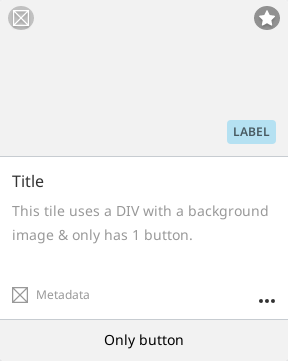 LABEL
Title
This tile uses a DIV with a background
image & only has 1 button.
Metadata
Only button